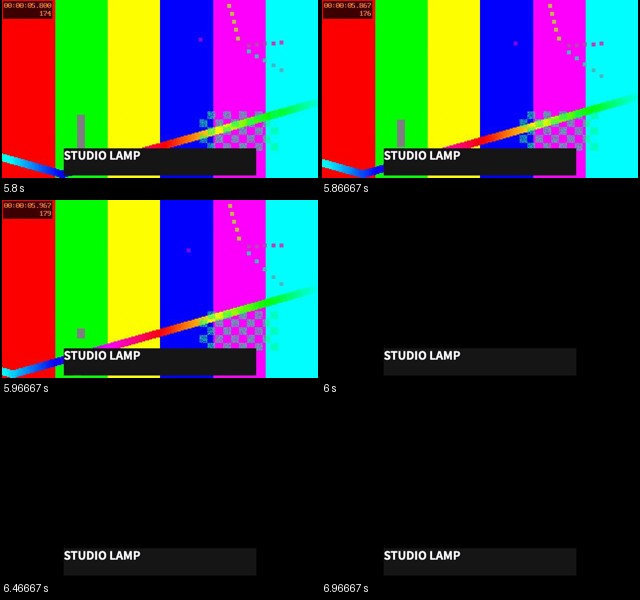 00:00:05.800
174
STUDIO LAMP
5.8 s
00:00:05.867
176
STUDIO LAMP
5.86667 s
00:00:05.967
179
STUDIO LAMP
5.96667 s
STUDIO LAMP
6 s
STUDIO LAMP
6.46667 s
STUDIO LAMP
6.96667 s